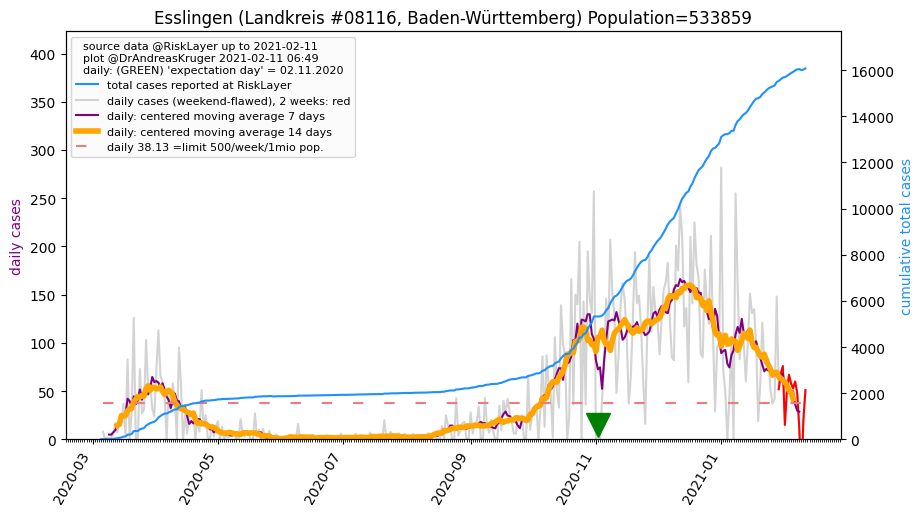 Esslingen (Landkreis #08116, Baden-Württemberg) Population=533859
source data @RiskLayer up to 2021-02-11
plot @DrAndreasKruger 2021-02-11 06:49
daily: (GREEN) 'expectation day' = 02.11.2020
total cases reported at RiskLayer
daily cases (weekend-flawed), 2 weeks: red
daily: centered moving average 7 days
daily: centered moving average 14 days
daily 38.13 =limit 500/week/1mio pop.
daily cases
400
350
300
250
200
150
100
50
0
16000
14000
12000
10000
8000
6000
4000
2000
0
cumulative total cases
2020-03
2020-05
2020-07
2020-09
2020-11
2021-01